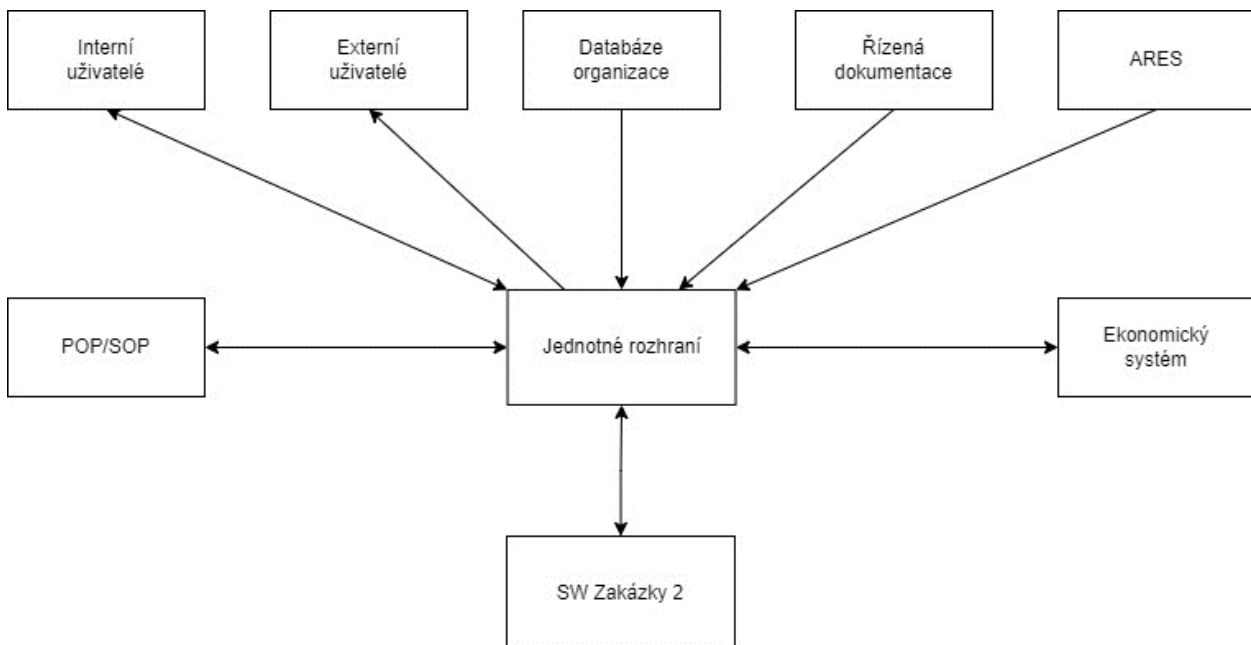 Interní
uživatelé
Externí
uživatelé
Databáze
organizace
Řízená
dokumentace
ARES
POP/SOP
Jednotné rozhraní
Ekonomický
systém
SW Zakázky 2